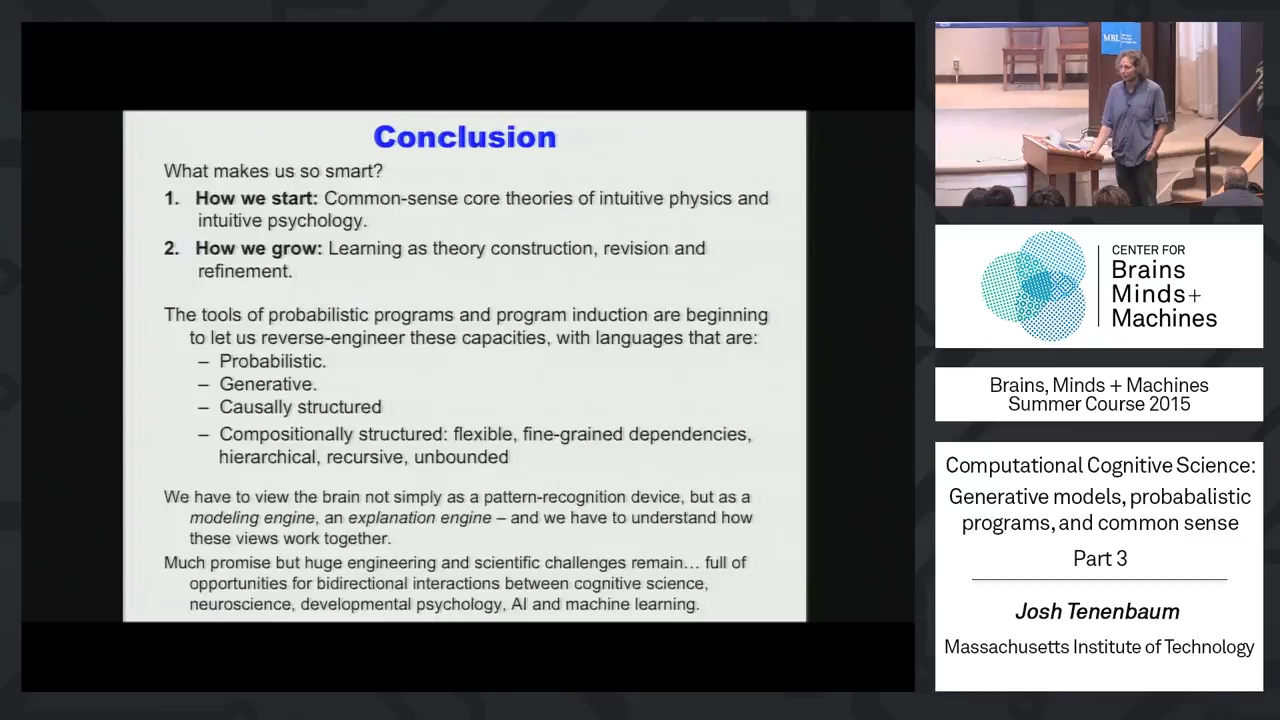 Conclusion
What makes us so smart?
1. How we start: Common-sense core theories of intuitive physics and
intuitive psychology.
2. How we grow: Learning as theory construction, revision and
refinement.
The tools of probabilistic programs and program induction are beginning
to let us reverse-engineer these capacities, with languages that are:
– Probabilistic.
– Generative.
– Causally structured
– Compositionally structured: flexible, fine-grained dependencies,
hierarchical, recursive, unbounded
We have to view the brain not simply as a pattern-recognition device, but as a
modeling engine, an explanation engine – and we have to understand how
these views work together.
Much promise but huge engineering and scientific challenges remain… full of
opportunities for bidirectional interactions between cognitive science,
neuroscience, developmental psychology, AI and machine learning.
MBL
CENTER FOR
Brains
Minds+
Machines
Brains, Minds + Machines
Summer Course 2015
Computational Cognitive Science:
Generative models, probabalistic
programs, and common sense
Part 3
Josh Tenenbaum
Massachusetts Institute of Technology